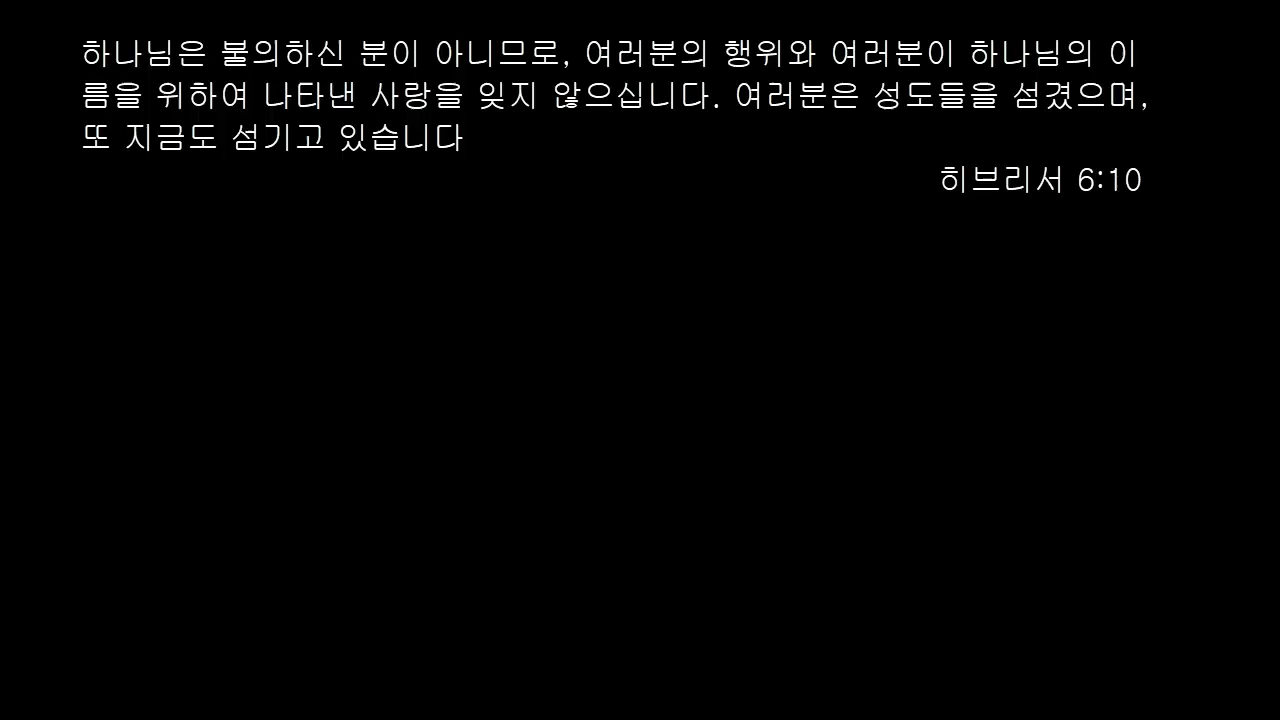 하나님은 불의하신 분이 아니므로, 여러분의 행위와 여러분이 하나님의 이
름을 위하여 나타낸 사랑을 잊지 않으십니다. 여러분은 성도들을 섬겼으며,
또 지금도 섬기고 있습니다
히브리서 6:10